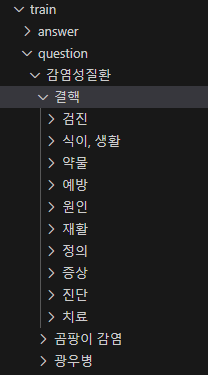 train
answer
question
감염성질환
결핵
검진
식이, 생활
약물
예방
원인
재활
정의
증상
진단
치료
곰팡이 감염
광우병